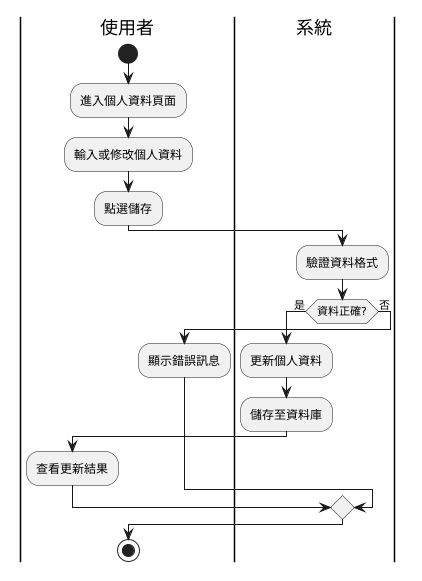 使用者
系統
進入個人資料頁面
輸入或修改個人資料
點選儲存
驗證資料格式
是
資料正確?
否
顯示錯誤訊息
更新個人資料
儲存至資料庫
查看更新結果